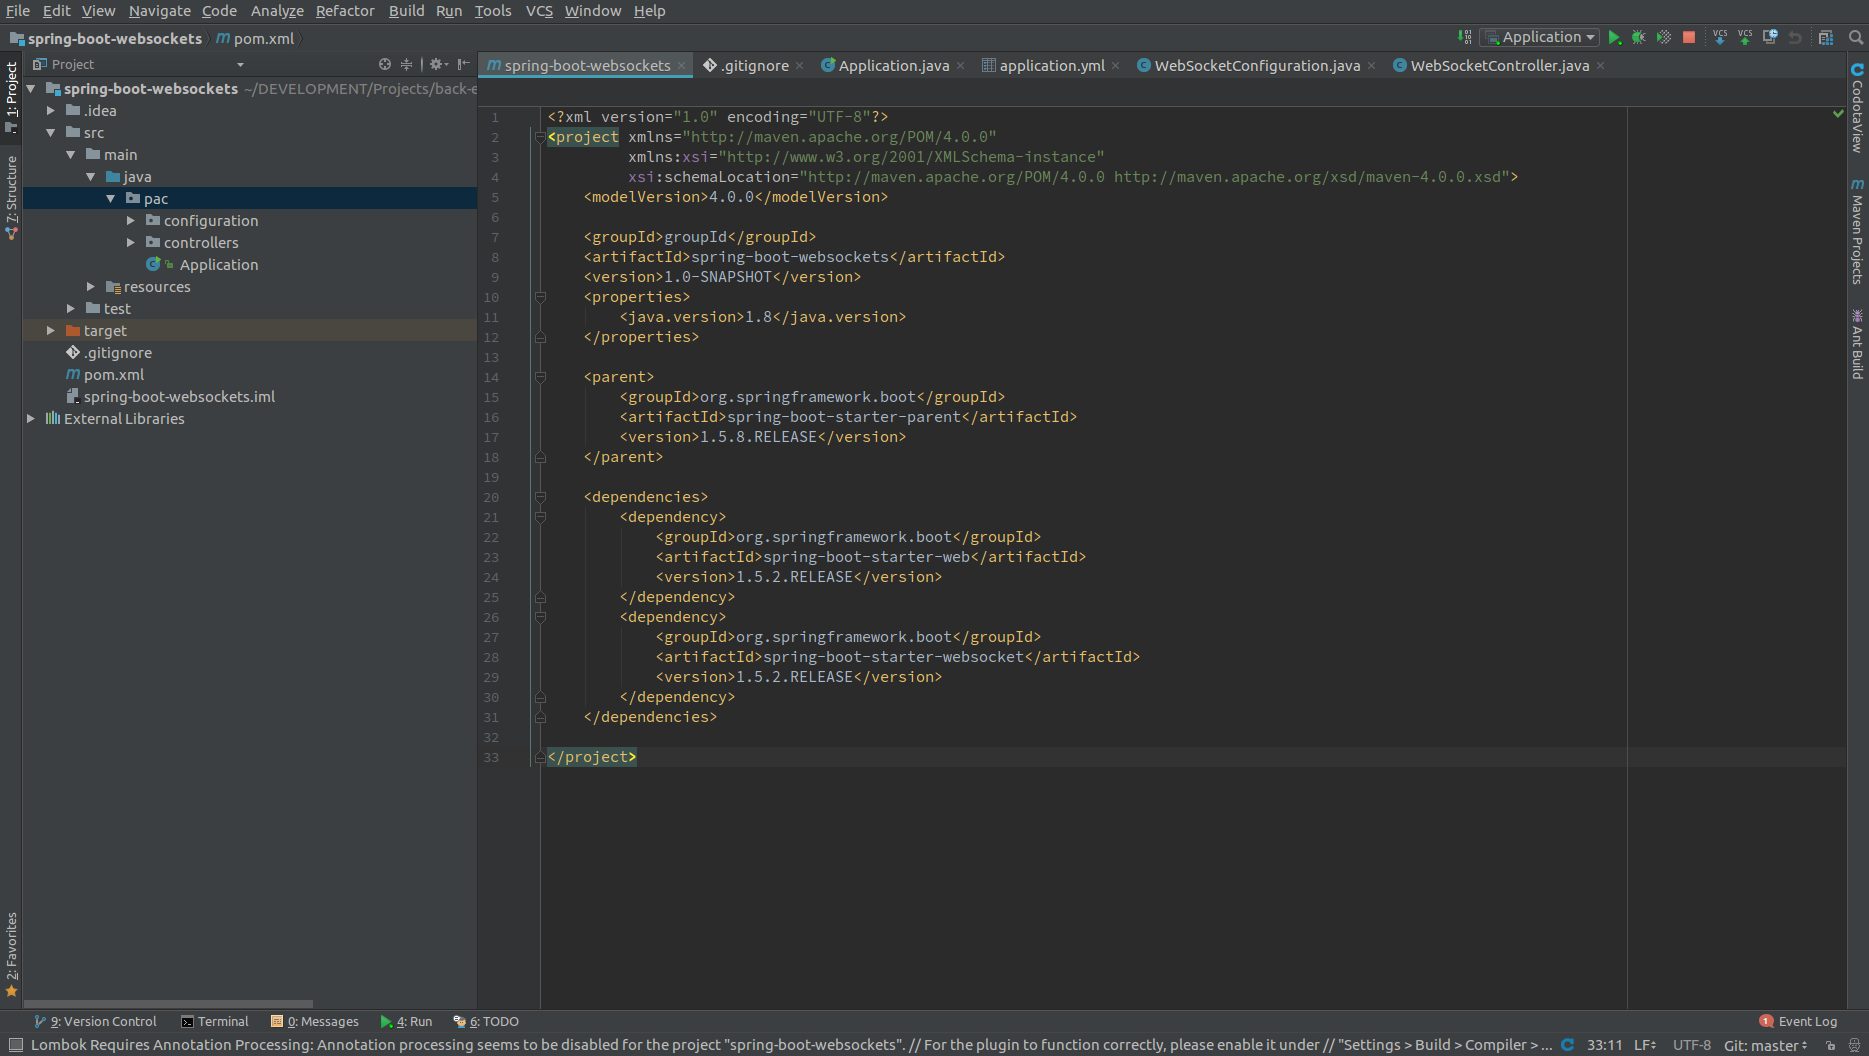 File Edit View Navigate Code Analyze Refactor Build Run Tools VCS Window Help
spring-boot-websockets m pom.xml
Application
VCS VCS
Project
spring-boot-websockets .gitignore Application.java application.yml WebSocketConfiguration.java WebSocketController.java
1: Project
7: Structure
2: Favorites
spring-boot-websockets ~/DEVELOPMENT/Projects/back-e
.idea
src
main
java
pac
configuration
controllers
Application
resources
test
target
.gitignore
pom.xml
spring-boot-websockets.iml
External Libraries
1 <?xml version="1.0" encoding="UTF-8"?>
2 <project xmlns="http://maven.apache.org/POM/4.0.0"
3 xmlns:xsi="http://www.w3.org/2001/XMLSchema-instance"
4 xsi:schemaLocation="http://maven.apache.org/POM/4.0.0 http://maven.apache.org/xsd/maven-4.0.0.xsd">
5 <modelVersion>4.0.0</modelVersion>
6
7 <groupId>groupId</groupId>
8 <artifactId>spring-boot-websockets</artifactId>
9 <version>1.0-SNAPSHOT</version>
10 <properties>
11 <java.version>1.8</java.version>
12 </properties>
13
14 <parent>
15 <groupId>org.springframework.boot</groupId>
16 <artifactId>spring-boot-starter-parent</artifactId>
17 <version>1.5.8.RELEASE</version>
18 </parent>
19
20 <dependencies>
21 <dependency>
22 <groupId>org.springframework.boot</groupId>
23 <artifactId>spring-boot-starter-web</artifactId>
24 <version>1.5.2.RELEASE</version>
25 </dependency>
26 <dependency>
27 <groupId>org.springframework.boot</groupId>
28 <artifactId>spring-boot-starter-websocket</artifactId>
29 <version>1.5.2.RELEASE</version>
30 </dependency>
31 </dependencies>
32
33 </project>
CodotaView
Maven Projects
Ant Build
9: Version Control Terminal 0: Messages 4: Run 6: TODO 1 Event Log
Lombok Requires Annotation Processing: Annotation processing seems to be disabled for the project "spring-boot-websockets". // For the plugin to function correctly, please enable it under // "Settings > Build > Compiler > ... 33:11 LF UTF-8 Git: master